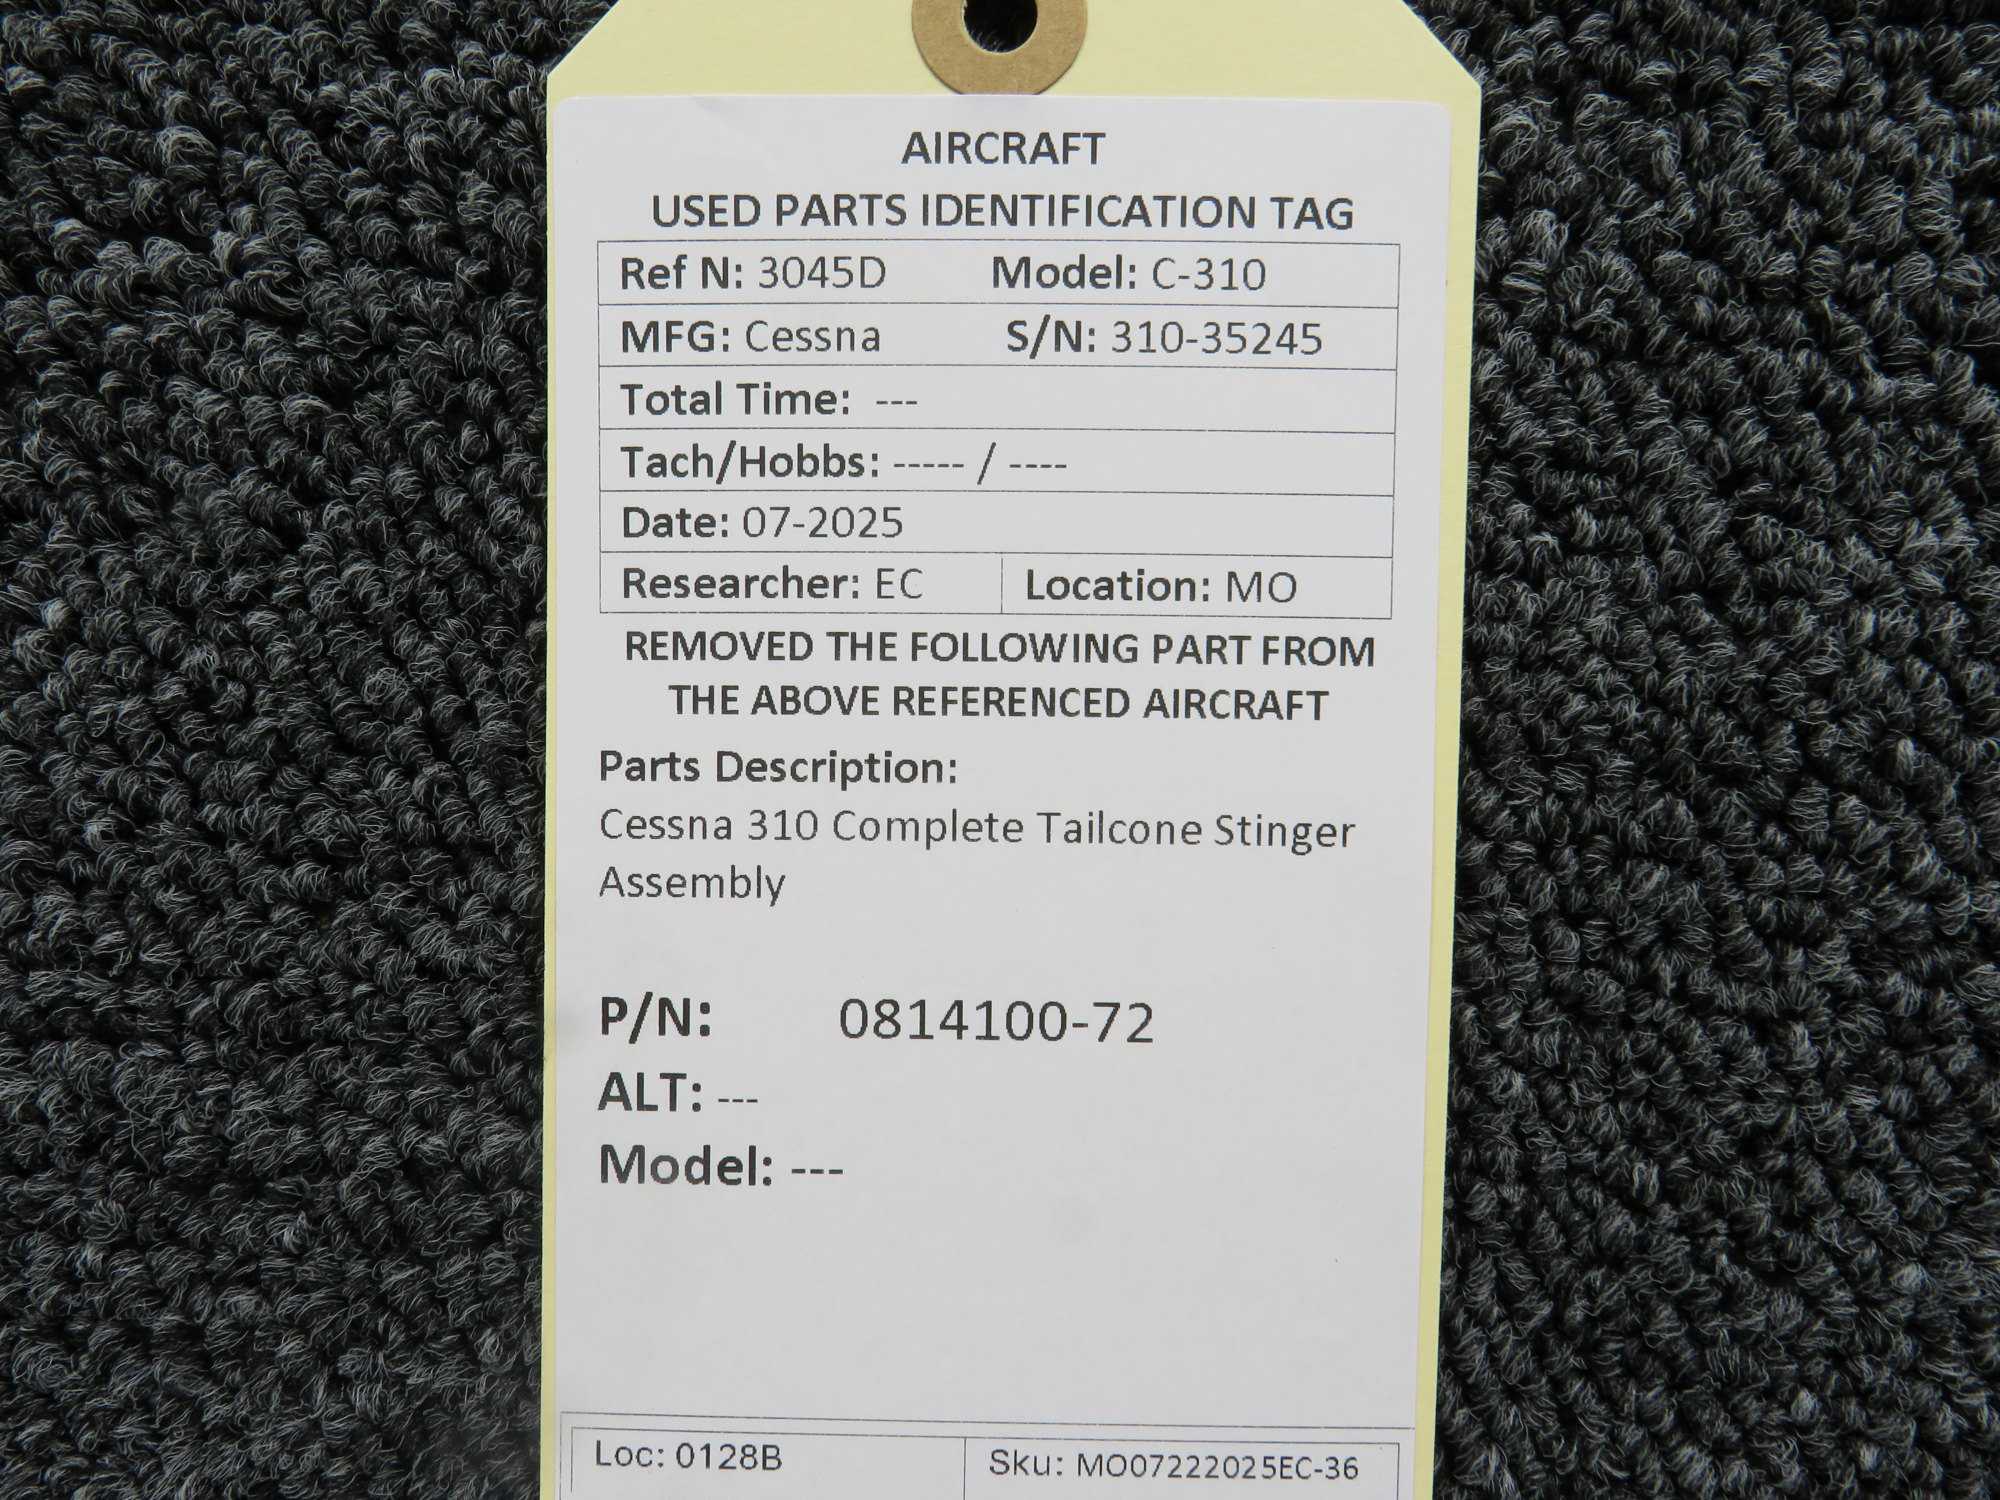 AIRCRAFT
USED PARTS IDENTIFICATION TAG
Ref N: 3045D Model: C-310
MFG: Cessna S/N: 310-35245
Total Time: ---
Tach/Hobbs: ----- / ----
Date: 07-2025
Researcher: EC Location: MO
REMOVED THE FOLLOWING PART FROM
THE ABOVE REFERENCED AIRCRAFT
Parts Description:
Cessna 310 Complete Tailcone Stinger
Assembly
P/N: 0814100-72
ALT: ---
Model: ---
Loc: 0128B Sku: MO07222025EC-36